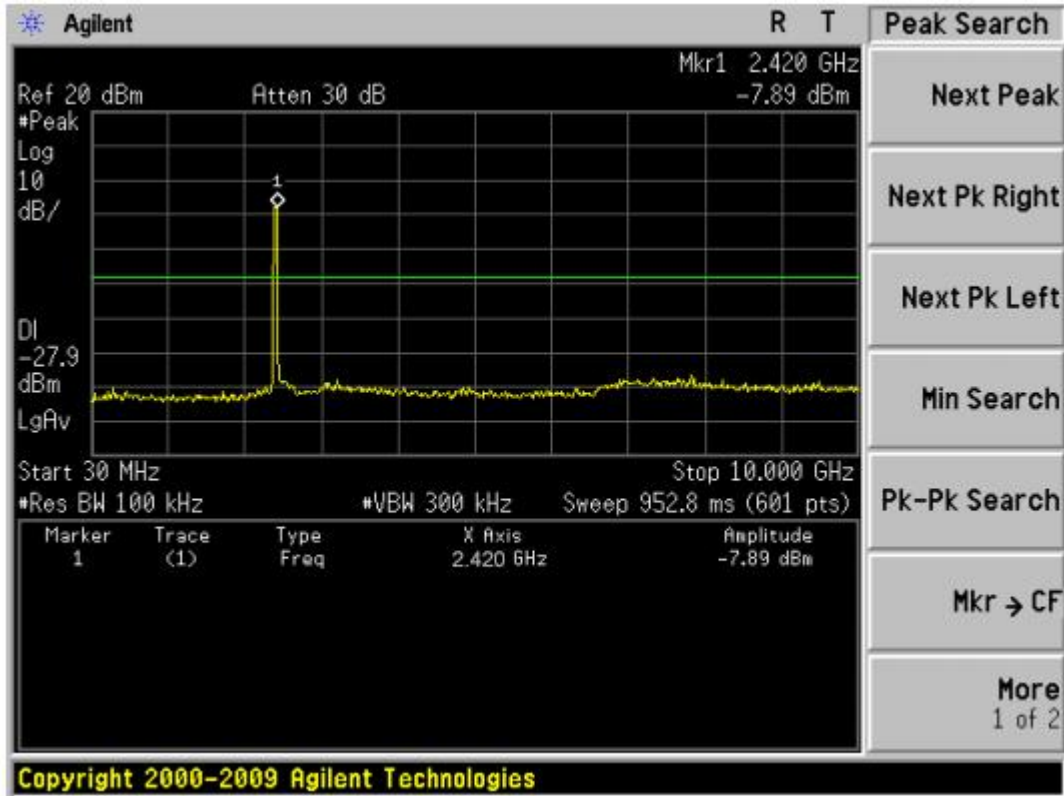 Agilent
R T
Peak Search
Mkr1 2.420 GHz
Ref 20 dBm Atten 30 dB -7.89 dBm
#Peak
Log
10
dB/
1
DI
-27.9
dBm
LgAv
Start 30 MHz Stop 10.000 GHz
#Res BW 100 kHz #VBW 300 kHz Sweep 952.8 ms (601 pts)
Marker Trace Type X Axis Amplitude
1 (1) Freq 2.420 GHz -7.89 dBm
Next Peak
Next Pk Right
Next Pk Left
Min Search
Pk-Pk Search
Mkr → CF
More
1 of 2
Copyright 2000-2009 Agilent Technologies